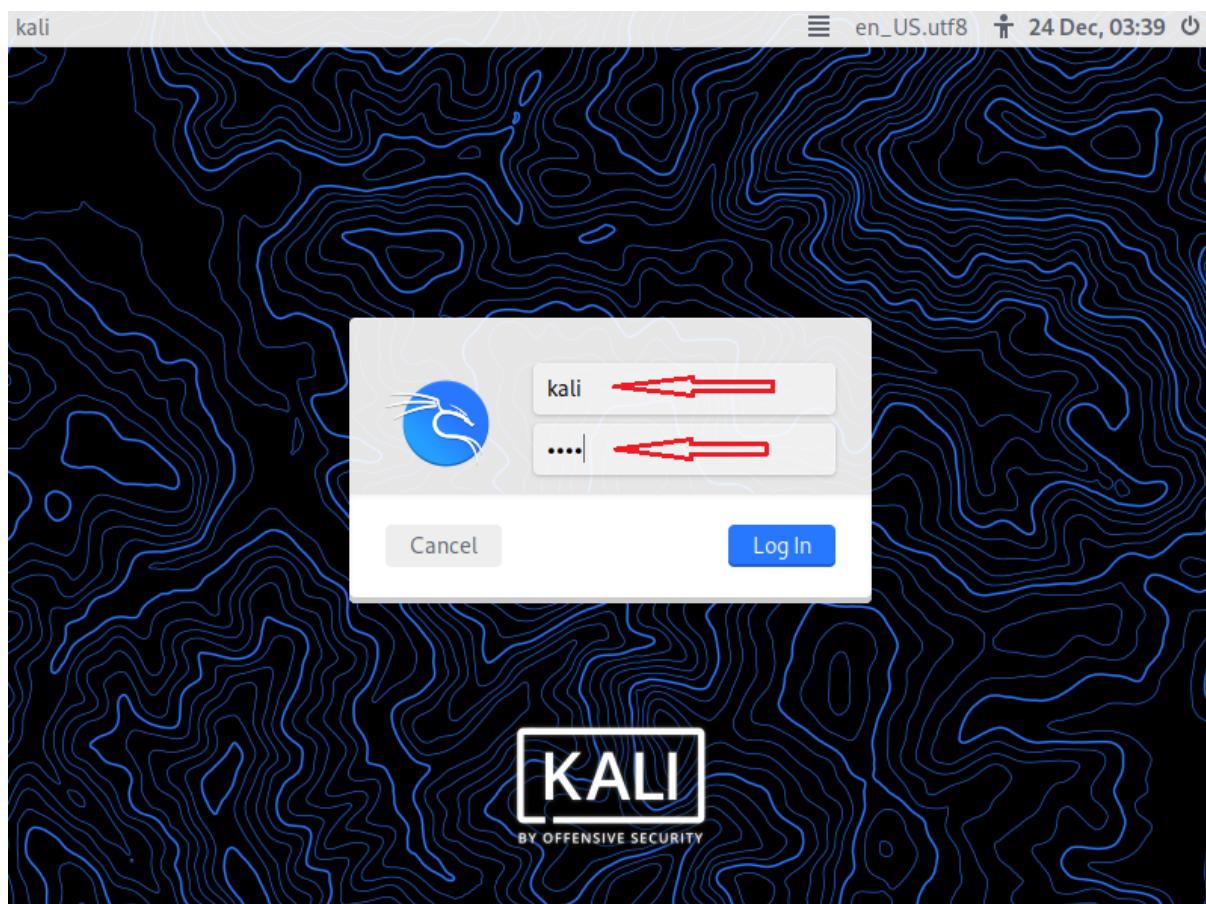 kali en_US.utf8 24 Dec, 03:39
kali
••••
Cancel Log In
KALI
BY OFFENSIVE SECURITY